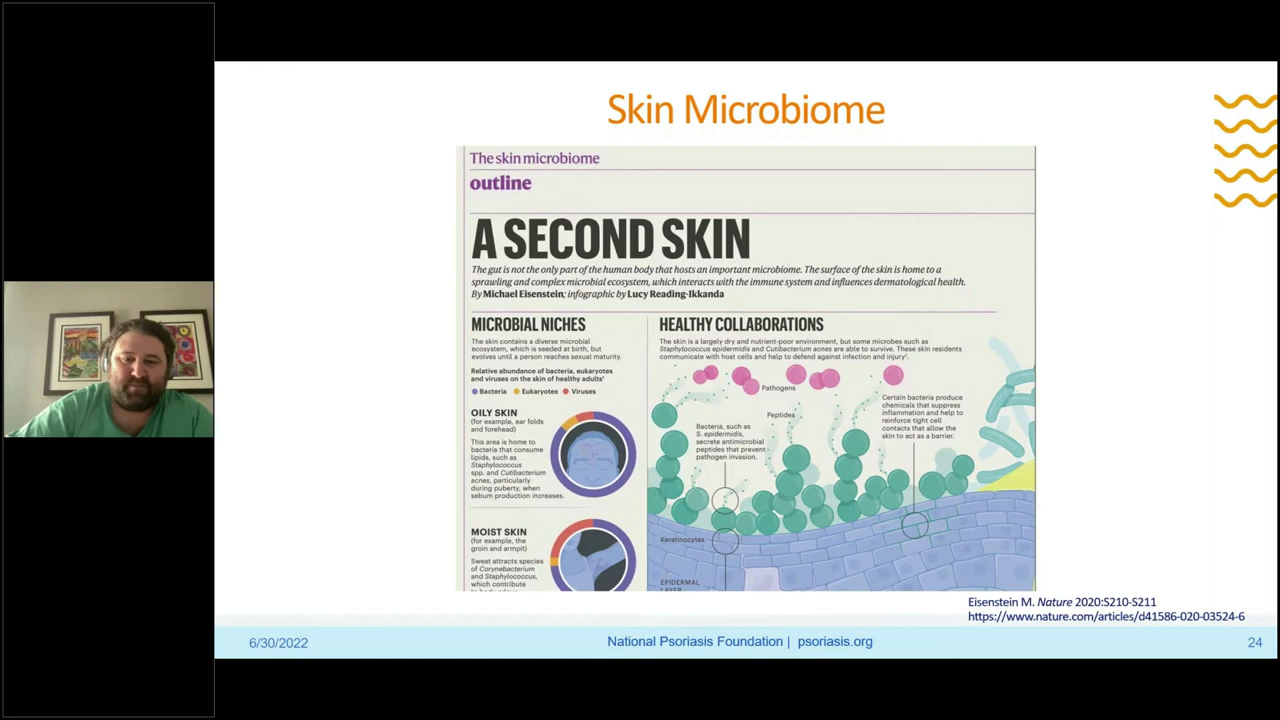 Skin Microbiome
The skin microbiome
outline
A SECOND SKIN
The gut is not the only part of the human body that hosts an important microbiome. The surface of the skin is home to a
sprawling and complex microbial ecosystem, which interacts with the immune system and influences dermatological health.
By Michael Eisenstein; infographic by Lucy Reading-Ikkanda
MICROBIAL NICHES
The skin contains a diverse microbial
ecosystem, which is seeded at birth, but
evolves until a person reaches sexual maturity.
Relative abundance of bacteria, eukaryotes
and viruses on the skin of healthy adults¹
Bacteria Eukaryotes Viruses
OILY SKIN
(for example, ear folds
and forehead)
This area is home to
bacteria that consume
lipids, such as
Staphylococcus
spp. and Cutibacterium
acnes, particularly
during puberty, when
sebum production increases.
MOIST SKIN
(for example, the
groin and armpit)
Sweat attracts species
of Corynebacterium
and Staphylococcus,
which contribute
HEALTHY COLLABORATIONS
The skin is a largely dry and nutrient-poor environment, but some microbes such as
Staphylococcus epidermidis and Cutibacterium acnes are able to survive. These skin residents
communicate with host cells and help to defend against infection and injury².
Pathogens
Peptides
Bacteria, such as
S. epidermidis,
secrete antimicrobial
peptides that prevent
pathogen invasion.
Certain bacteria produce
chemicals that suppress
inflammation and help to
reinforce tight cell
contacts that allow the
skin to act as a barrier.
Keratinocytes
EPIDERMAL
LAYER
Eisenstein M. Nature 2020:S210-S211
https://www.nature.com/articles/d41586-020-03524-6
6/30/2022
National Psoriasis Foundation | psoriasis.org
24